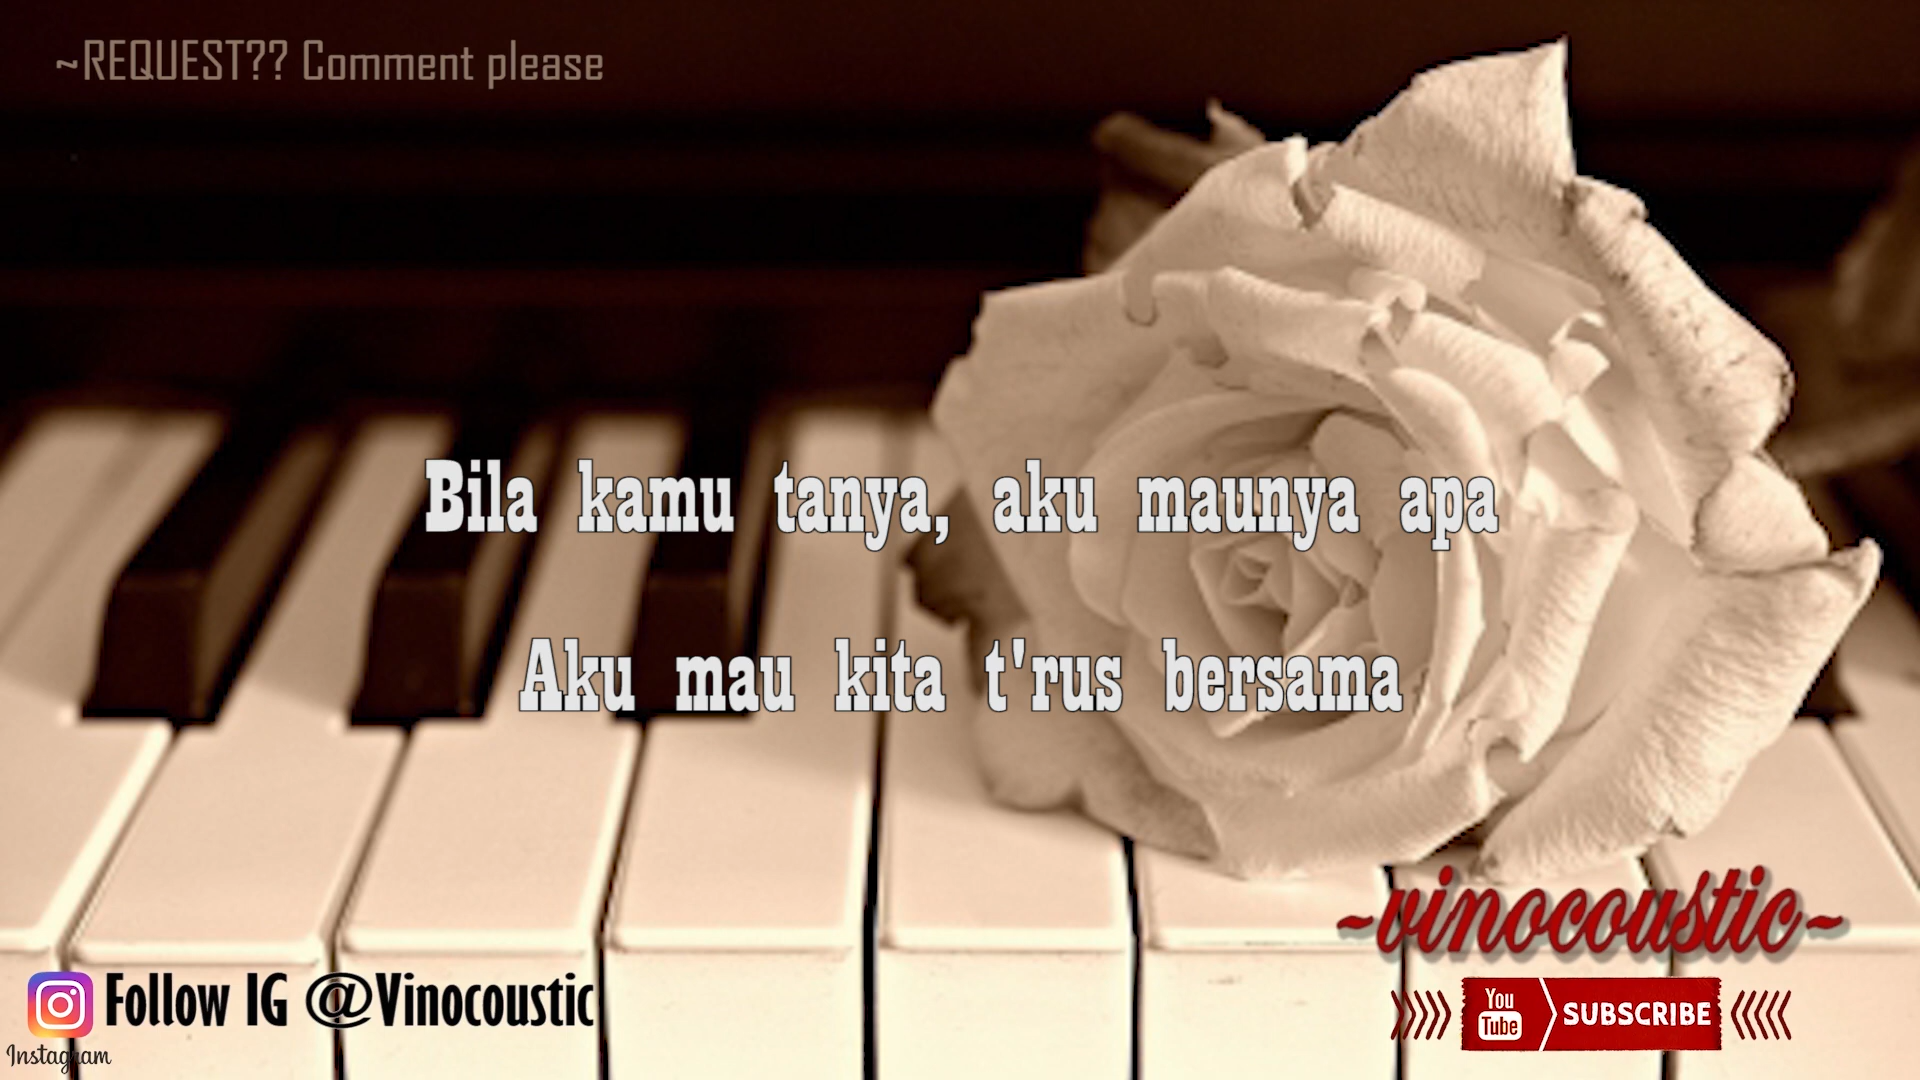 ~REQUEST?? Comment please
Bila kamu tanya, aku maunya apa
Aku mau kita t'rus bersama
~vinocoustic~
You Tube SUBSCRIBE
Follow IG @Vinocoustic
Instagram